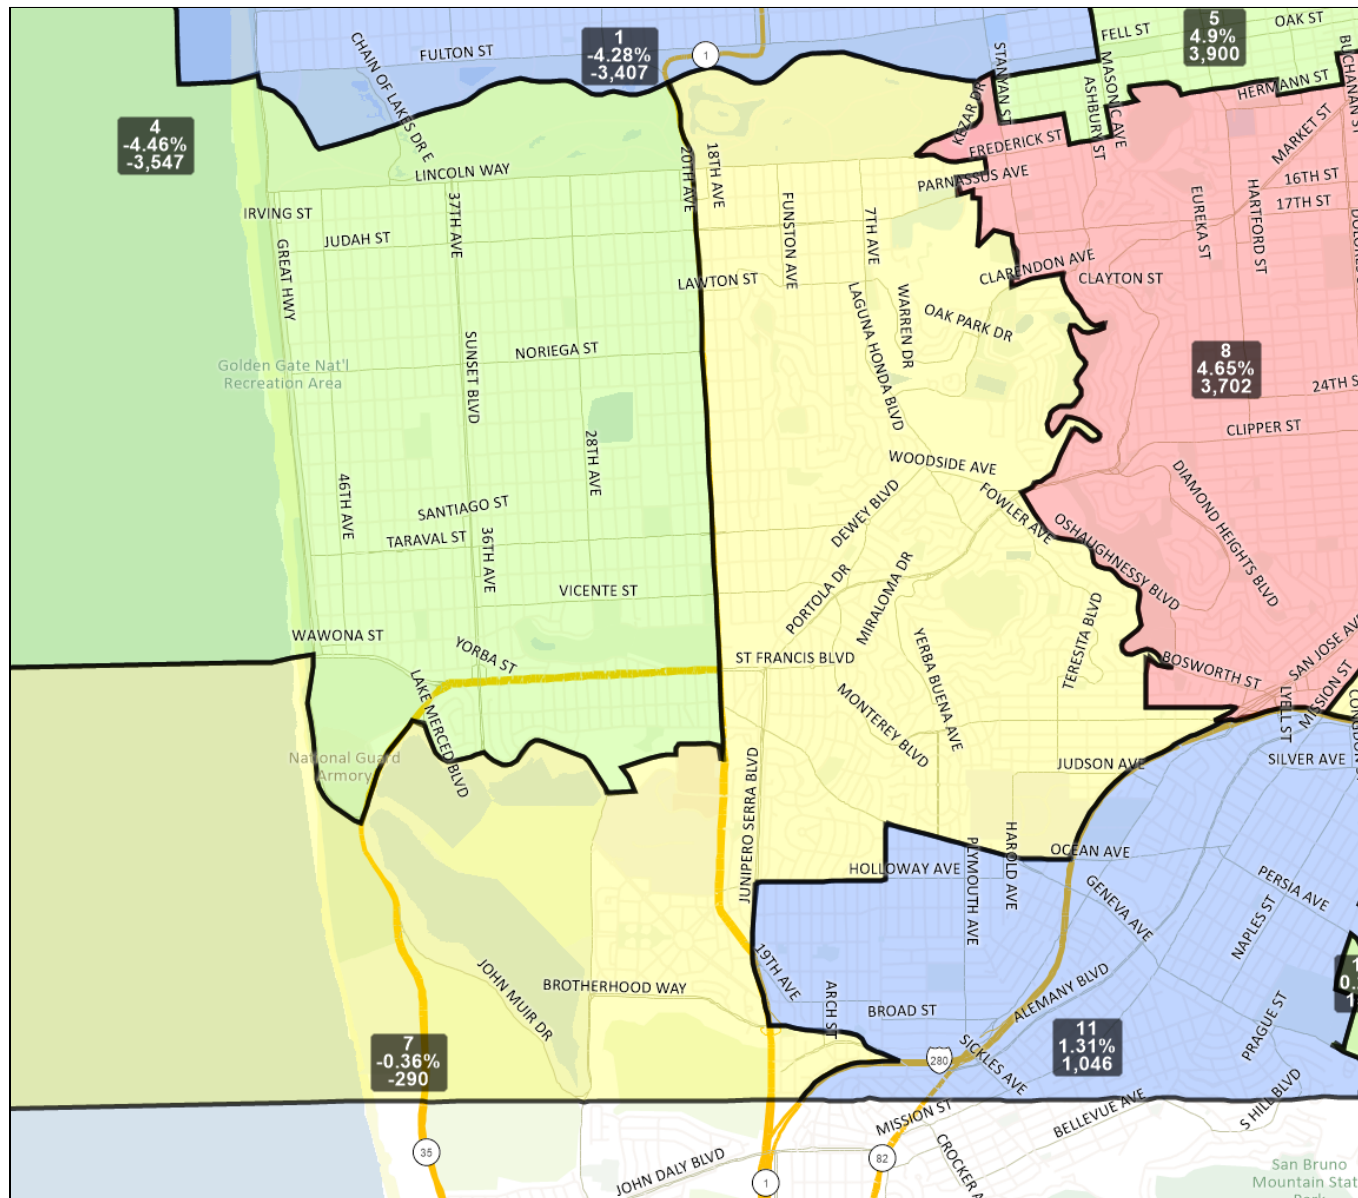 1
-4.28%
-3,407
5
4.9%
3,900
4
-4.46%
-3,547
8
4.65%
3,702
7
-0.36%
-290
11
1.31%
1,046
FULTON ST
CHAIN OF LAKES DR E
1
STANYAN ST
FELL ST
OAK ST
MASONIC AVE
ASHBURY ST
HERMANN ST
BUCHANAN ST
MARKET ST
KEZAR DR
FREDERICK ST
PARNASSUS AVE
LINCOLN WAY
20TH AVE
18TH AVE
16TH ST
17TH ST
IRVING ST
JUDAH ST
37TH AVE
GREAT HWY
FUNSTON AVE
7TH AVE
EUREKA ST
HARTFORD ST
LAWTON ST
CLARENDON AVE
CLAYTON ST
LAGUNA HONDA BLVD
WARREN DR
OAK PARK DR
NORIEGA ST
SUNSET BLVD
Golden Gate Nat'l
Recreation Area
24TH S
CLIPPER ST
28TH AVE
46TH AVE
WOODSIDE AVE
DEWEY BLVD
FOWLER AVE
DIAMOND HEIGHTS BLVD
OSHAUGHNESSY BLVD
SANTIAGO ST
TARAVAL ST
36TH AVE
VICENTE ST
PORTOLA DR
MIRALOMA DR
TERESITA BLVD
WAWONA ST
YORBA ST
ST FRANCIS BLVD
YERBA BUENA AVE
BOSWORTH ST
SAN JOSE AV
MISSION ST
LYELL ST
LAKE MERCED BLVD
MONTEREY BLVD
National Guard
Armory
JUNIPERO SERRA BLVD
JUDSON AVE
SILVER AVE
HOLLOWAY AVE
PLYMOUTH AVE
HAROLD AVE
OCEAN AVE
GENEVA AVE
PERSIA AVE
NAPLES ST
19TH AVE
ARCH ST
BROAD ST
ALEMANY BLVD
JOHN MUIR DR
BROTHERHOOD WAY
PRAGUE ST
280
SICKLES AVE
MISSION ST
BELLEVUE AVE
S HILL BLVD
CROCKER A
JOHN DALY BLVD
35
1
82
San Bruno
Mountain Stat